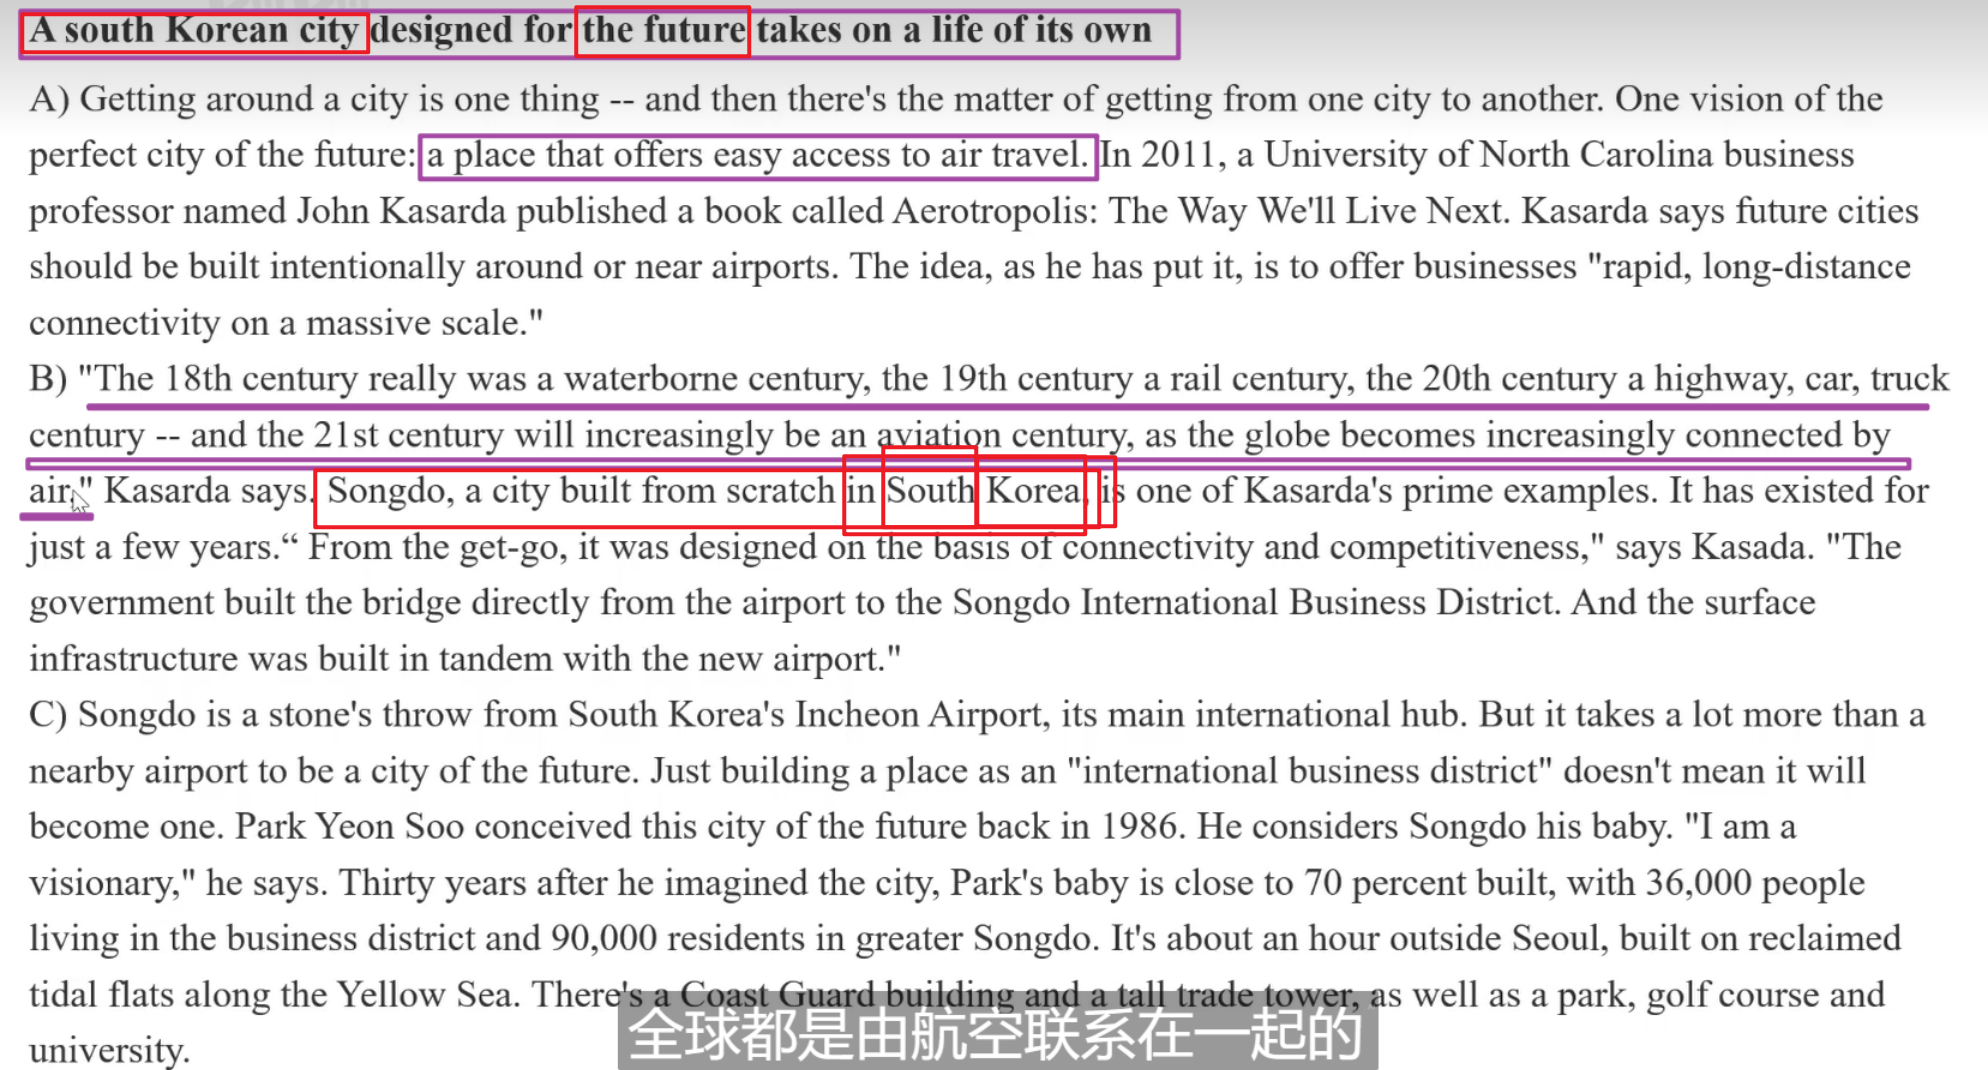 A south Korean city designed for the future takes on a life of its own
A) Getting around a city is one thing -- and then there's the matter of getting from one city to another. One vision of the
perfect city of the future: a place that offers easy access to air travel. In 2011, a University of North Carolina business
professor named John Kasarda published a book called Aerotropolis: The Way We'll Live Next. Kasarda says future cities
should be built intentionally around or near airports. The idea, as he has put it, is to offer businesses "rapid, long-distance
connectivity on a massive scale."
B) "The 18th century really was a waterborne century, the 19th century a rail century, the 20th century a highway, car, truck
century -- and the 21st century will increasingly be an aviation century, as the globe becomes increasingly connected by
air," Kasarda says. Songdo, a city built from scratch in South Korea, is one of Kasarda's prime examples. It has existed for
just a few years.“ From the get-go, it was designed on the basis of connectivity and competitiveness," says Kasada. "The
government built the bridge directly from the airport to the Songdo International Business District. And the surface
infrastructure was built in tandem with the new airport."
C) Songdo is a stone's throw from South Korea's Incheon Airport, its main international hub. But it takes a lot more than a
nearby airport to be a city of the future. Just building a place as an "international business district" doesn't mean it will
become one. Park Yeon Soo conceived this city of the future back in 1986. He considers Songdo his baby. "I am a
visionary," he says. Thirty years after he imagined the city, Park's baby is close to 70 percent built, with 36,000 people
living in the business district and 90,000 residents in greater Songdo. It's about an hour outside Seoul, built on reclaimed
tidal flats along the Yellow Sea. There's a Coast Guard building and a tall trade tower, as well as a park, golf course and
university.
全球都是由航空联系在一起的